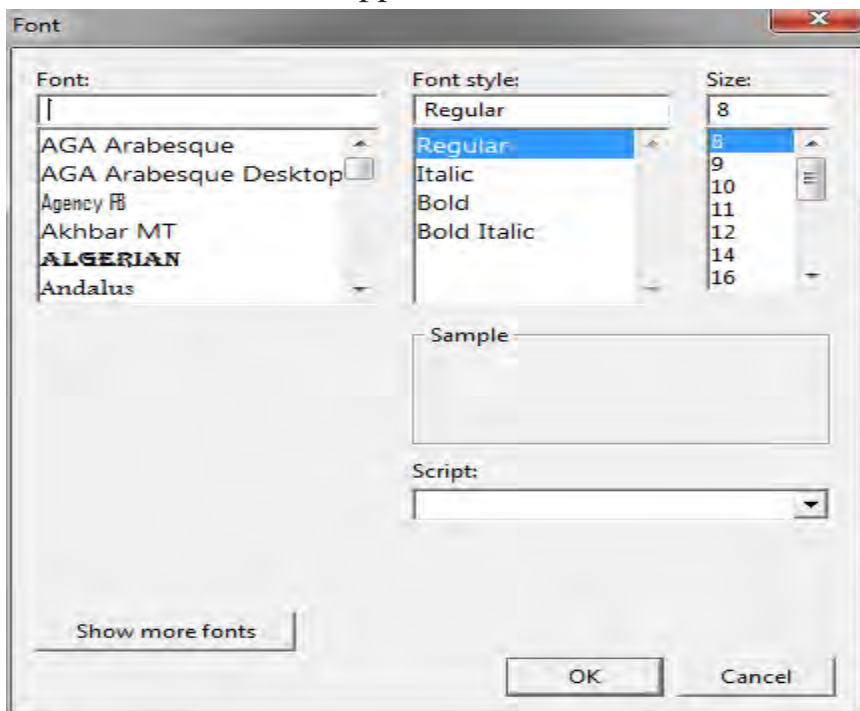 Font
Font:
Font style:
Size:
Regular
8
AGA Arabesque
AGA Arabesque Desktop
Agency FB
Akhbar MT
ALGERIAN
Andalus
Regular
Italic
Bold
Bold Italic
8
9
10
11
12
14
16
Sample
Script:
Show more fonts
OK
Cancel